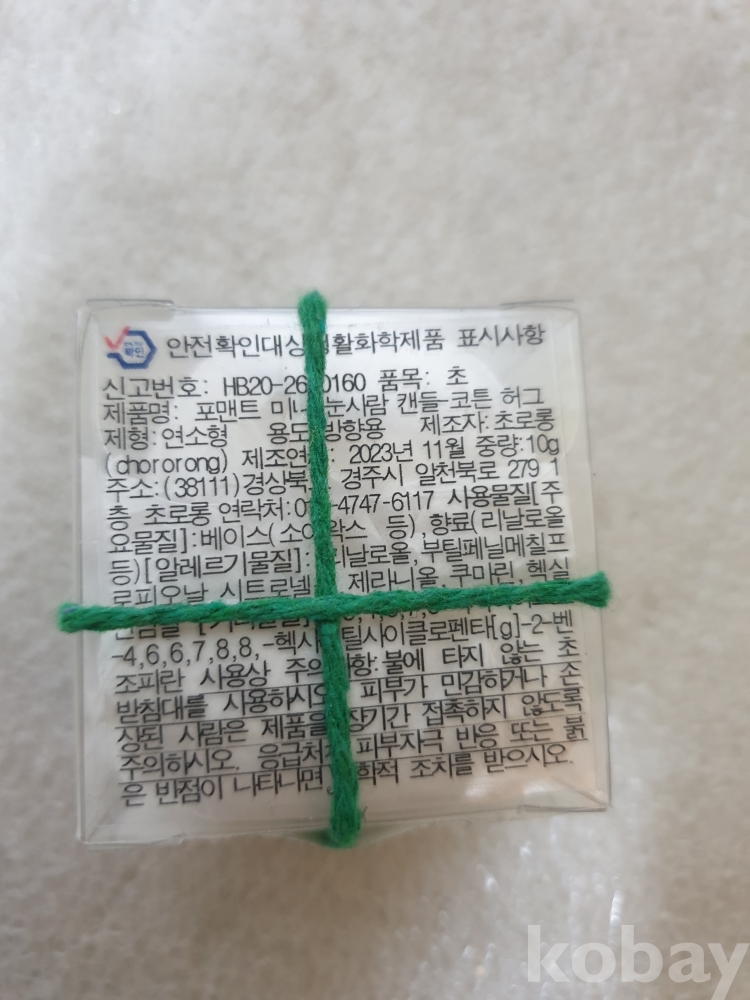 안전확인대상 활화학제품 표시사항
신고번호: HB20-26 0160 품목: 초
제품명: 포맨트 미니 눈사람 캔들-코튼 허그
제형:연소형 용도 방향용 제조자:초로롱
(chororong) 제조연 : 2023년 11월 중량:10g
주소:(38111)경상북 경주시 알천북로 279 1
층 초로롱 연락처:01 -4747-6117 사용물질[주
요물질]:베이스(소이왁스 등),향료(리날로올
등)[알레르기물질]: 리날로올,부틸페닐메칠프
로피오날, 시트로넬 제라니올, 쿠마린, 헥실
-4,6,6,7,8,8,-헥사 틸사이클로펜타[g]-2-벤
조피란 사용상 주의사항:불에 타지 않는 초
받침대를 사용하시오. 피부가 민감하거나 손
상된 사람은 제품을 장기간 접촉하지 않도록
주의하시오. 응급처치 피부자극 반응 또는 붉
은 반점이 나타나면 의학적 조치를 받으시오.
kobay